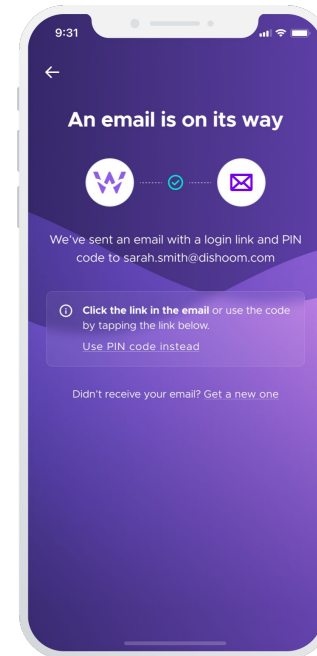 9:31
An email is on its way
We've sent an email with a login link and PIN
code to sarah.smith@dishoom.com
Click the link in the email or use the code
by tapping the link below.
Use PIN code instead
Didn't receive your email? Get a new one